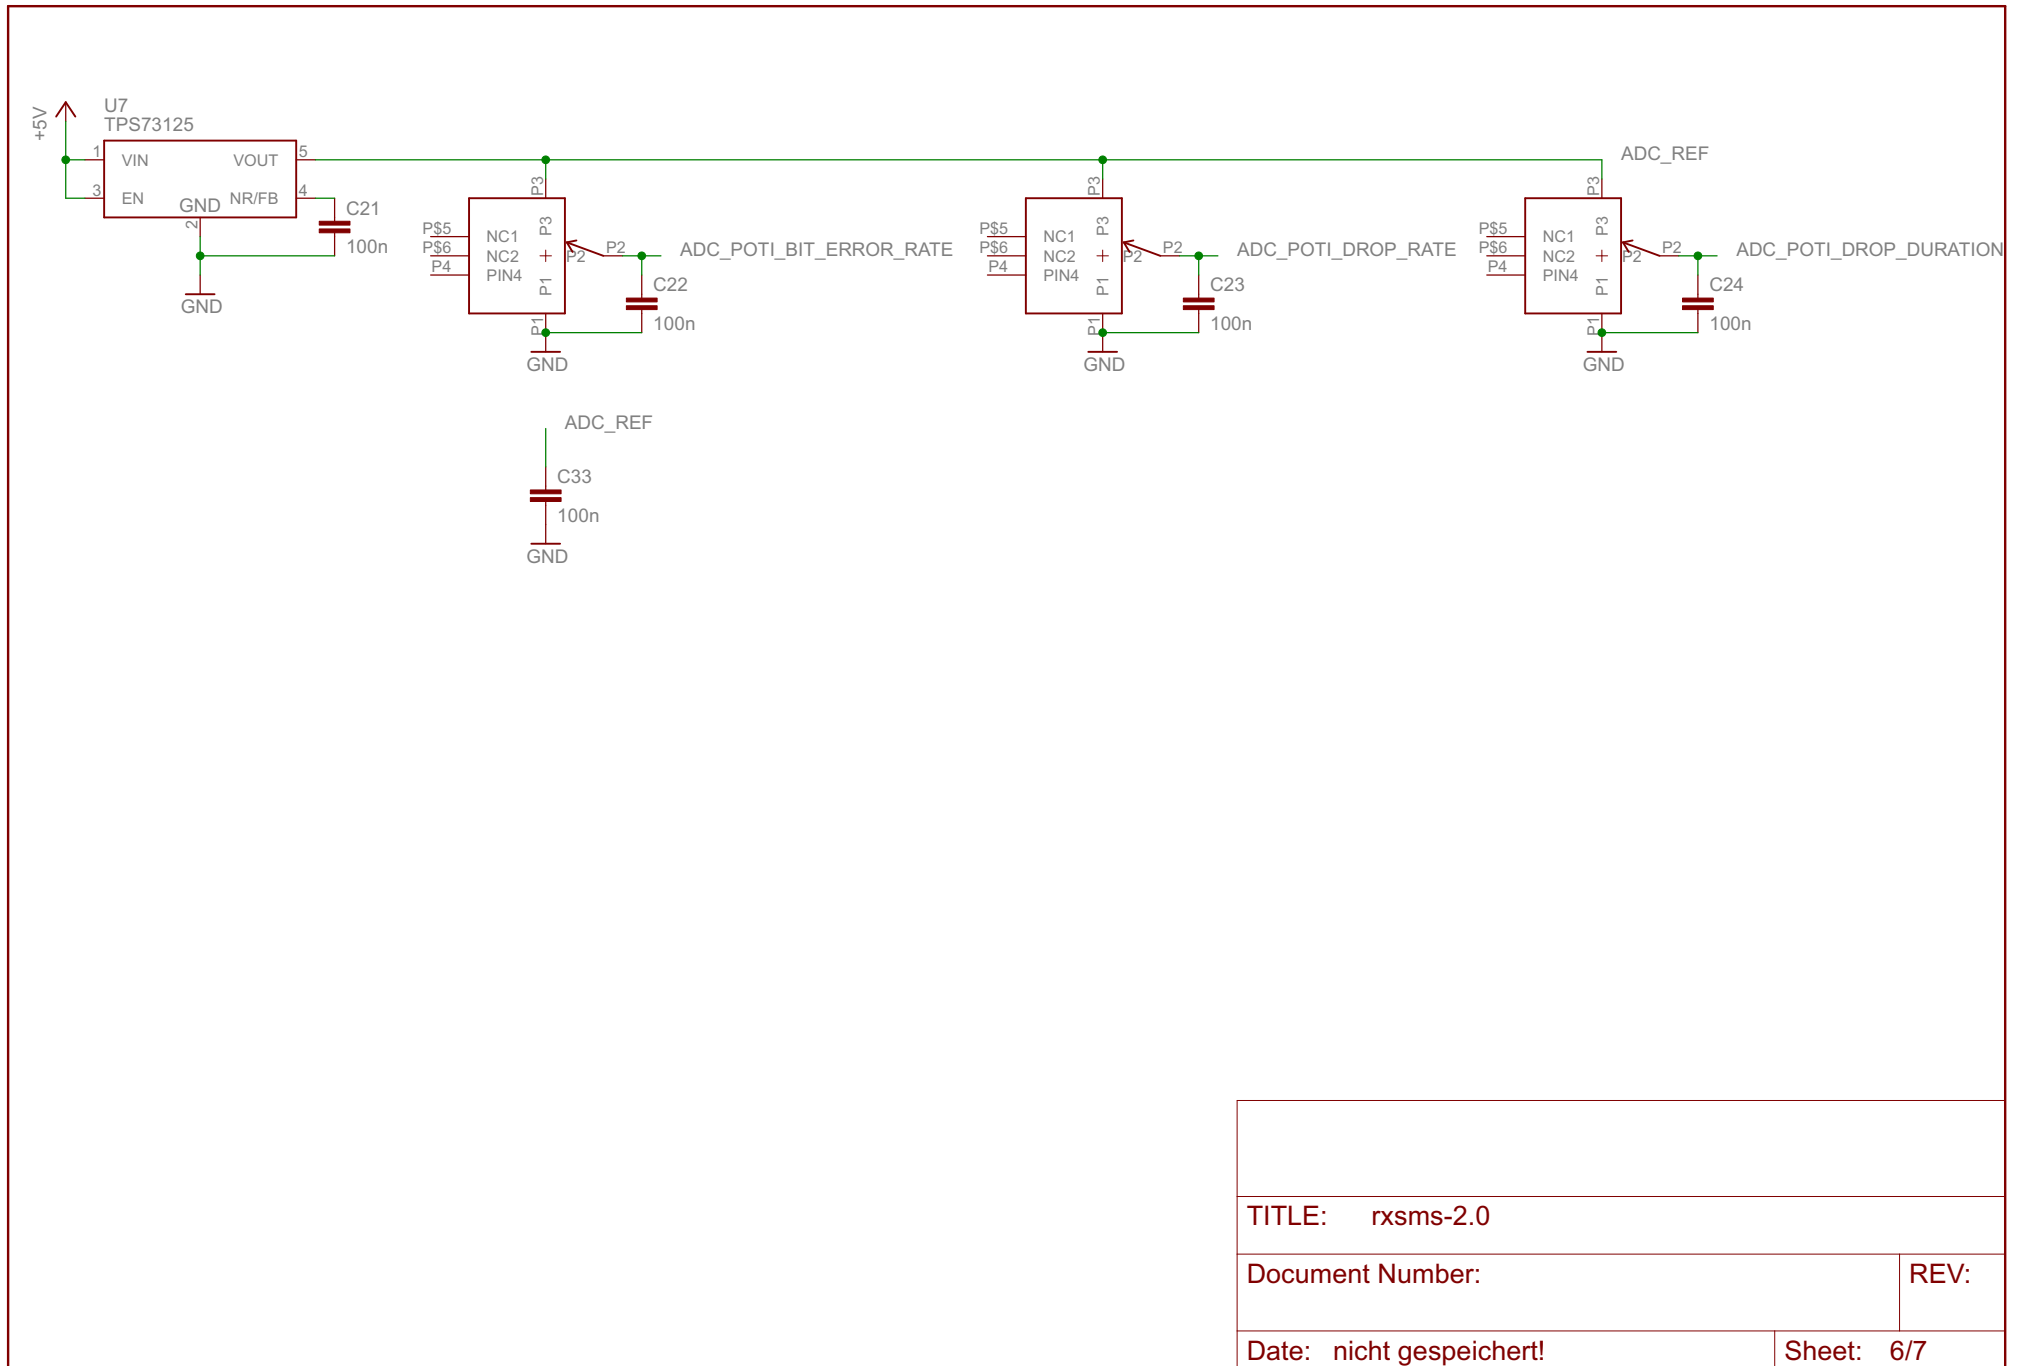 +5V
U7
TPS73125
1 VIN VOUT 5
3 EN GND NR/FB 4
2
C21
100n
GND
P3
P3
P$5 NC1
P$6 NC2 + P2 P2
P4 PIN4
P1
P1
ADC_POTI_BIT_ERROR_RATE
C22
100n
GND
P3
P3
P$5 NC1
P$6 NC2 + P2 P2
P4 PIN4
P1
P1
ADC_POTI_DROP_RATE
C23
100n
GND
ADC_REF
P3
P3
P$5 NC1
P$6 NC2 + P2 P2
P4 PIN4
P1
P1
ADC_POTI_DROP_DURATION
C24
100n
GND
ADC_REF
C33
100n
GND
TITLE: rxsms-2.0
Document Number: REV:
Date: nicht gespeichert! Sheet: 6/7